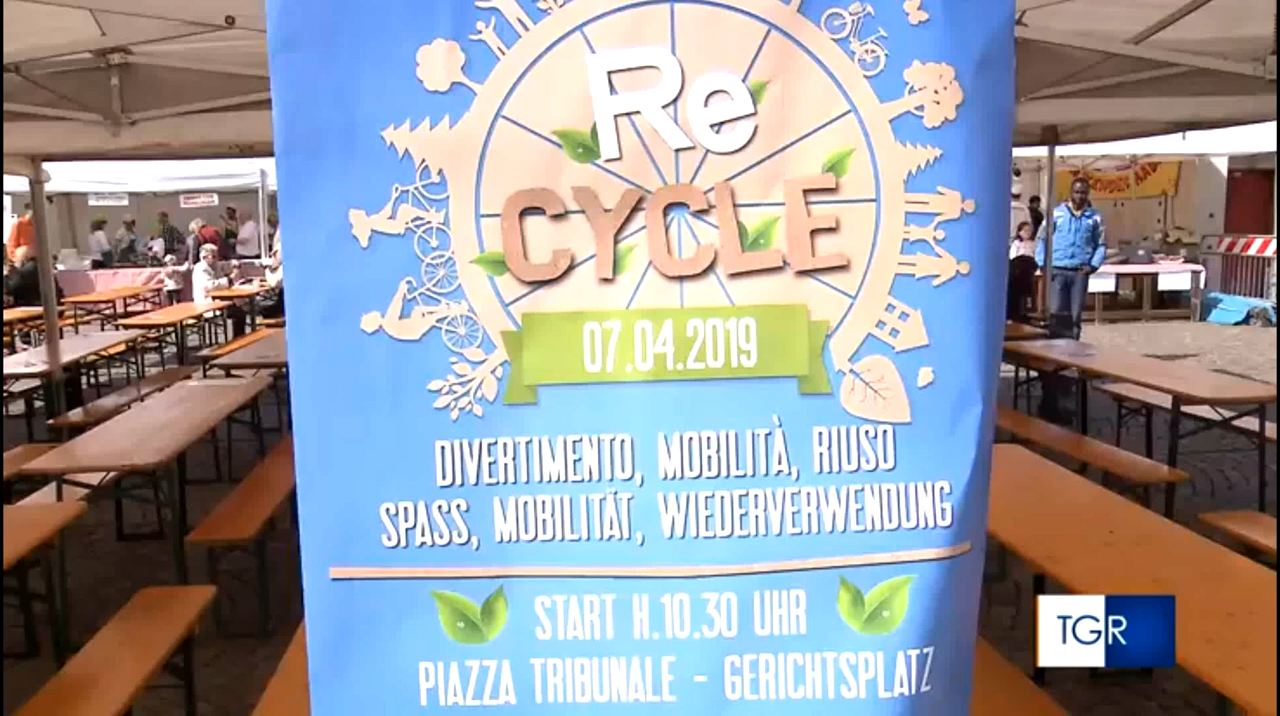 Re
CYCLE
07.04.2019
DIVERTIMENTO, MOBILITÀ, RIUSO
SPASS, MOBILITÄT, WIEDERVERWENDUNG
START H.10.30 UHR
PIAZZA TRIBUNALE - GERICHTSPLATZ
TGR